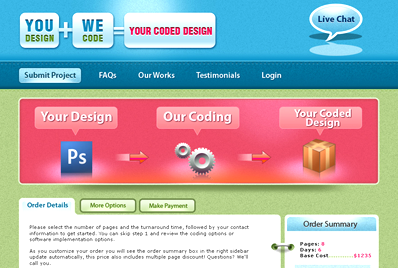 YOU
DESIGN
+
WE
CODE
=
YOUR CODED DESIGN
Live Chat
Submit Project
FAQs
Our Works
Testimonials
Login
Your Design
Our Coding
Your Coded
Design
Ps
Order Details
More Options
Make Payment
Please select the number of pages and the turnaround time, followed by your contact
information to get started. You can skip step 1 and review the coding options or
software implementation options.
As you customize your order you will see the order summary box in the right sidebar
update automatically, this price also includes multiple page discount! Questions? We'll
call you.
Order Summary
Pages: 8
Days: 6
Base Cost..........$1235